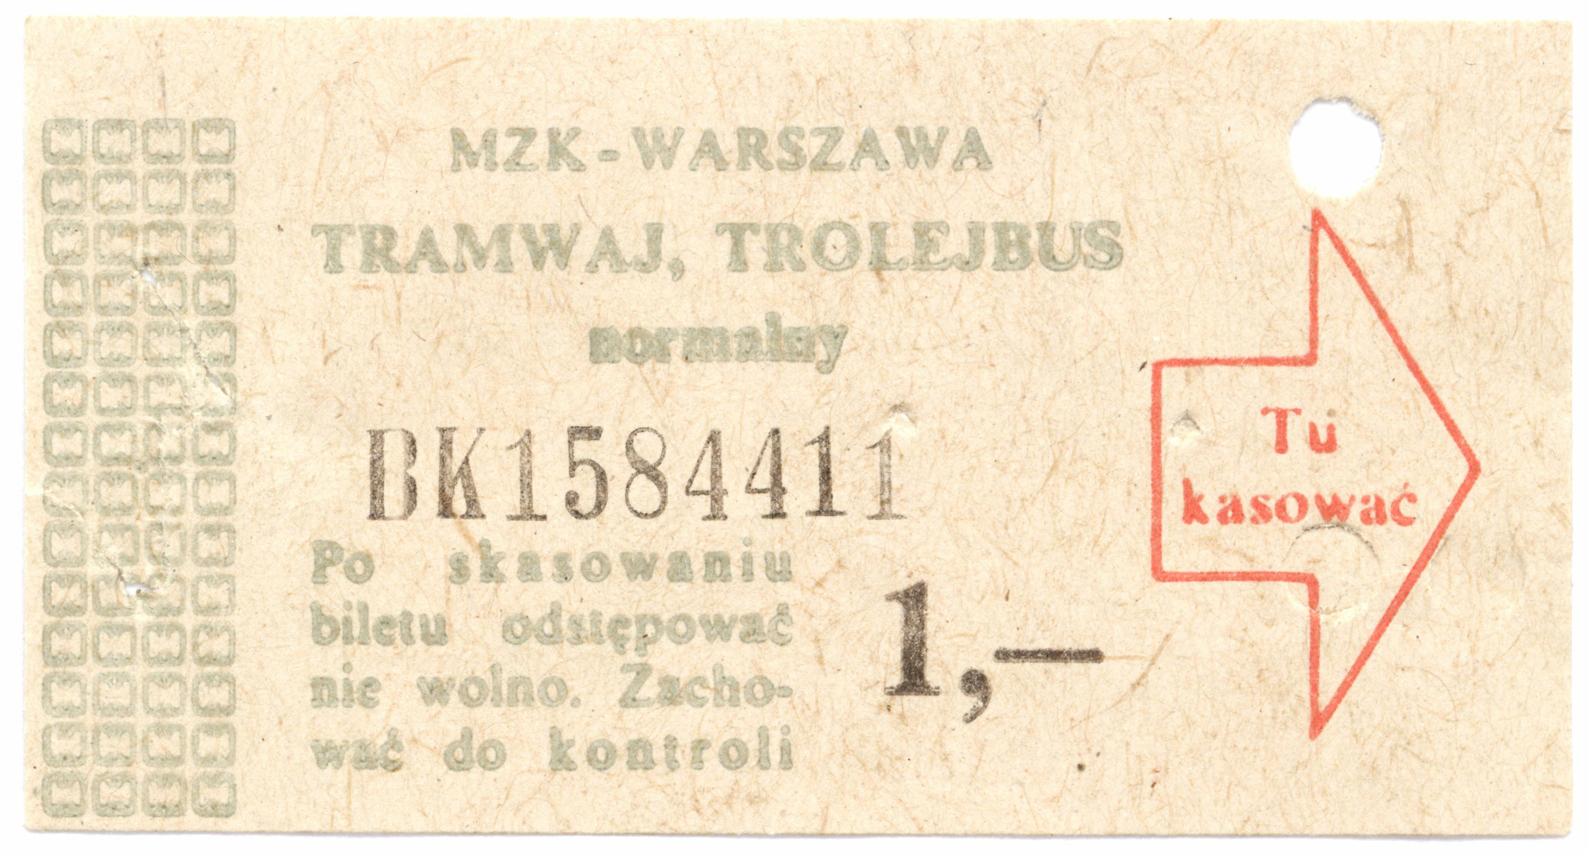 MZK-WARSZAWA
TRAMWAJ, TROLEJBUS
normalny
BK1584411
Po skasowaniu
biletu odstępować
nie wolno. Zacho-
wać do kontroli
1,—
Tu
kasować